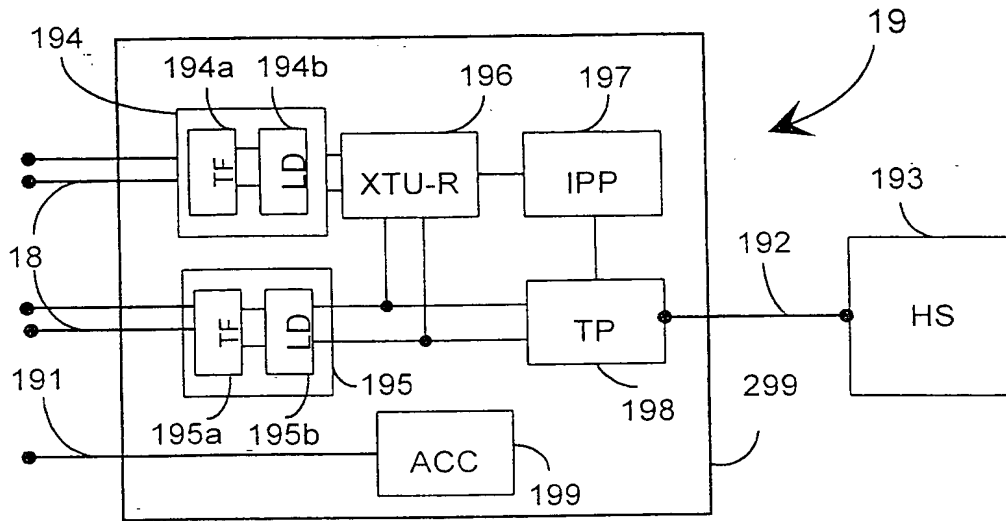 19
194
194a
194b
196
197
TF
LD
XTU-R
IPP
193
192
18
HS
TF
LD
TP
191
195
198
299
195a
195b
ACC
199